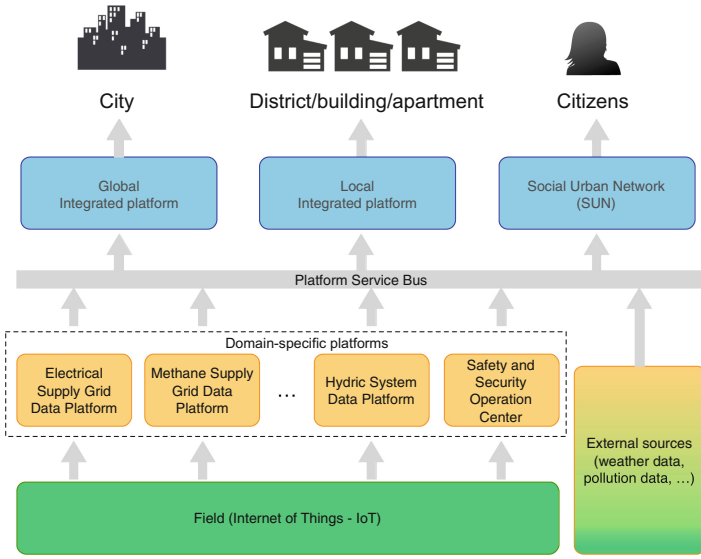 City
District/building/apartment
Citizens
Global
Integrated platform
Local
Integrated platform
Social Urban Network
(SUN)
Platform Service Bus
Domain-specific platforms
Electrical
Supply Grid
Data Platform
Methane Supply
Grid Data
Platform
...
Hydric System
Data Platform
Safety and
Security
Operation
Center
External sources
(weather data,
pollution data, ...)
Field (Internet of Things - IoT)